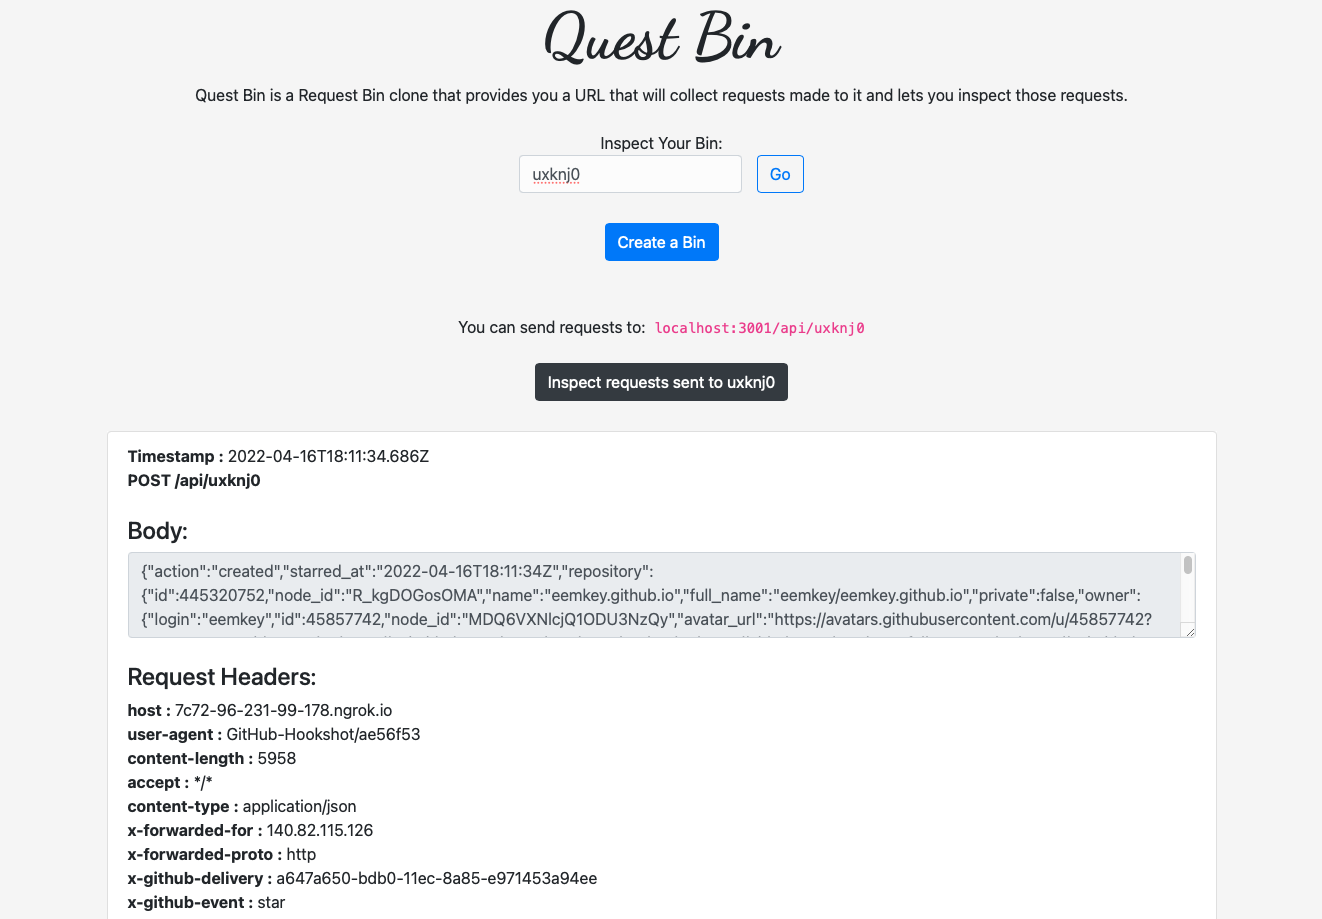 Quest Bin
Quest Bin is a Request Bin clone that provides you a URL that will collect requests made to it and lets you inspect those requests.
Inspect Your Bin:
uxknj0 Go
Create a Bin
You can send requests to: localhost:3001/api/uxknj0
Inspect requests sent to uxknj0
Timestamp : 2022-04-16T18:11:34.686Z
POST /api/uxknj0
Body:
{"action":"created","starred_at":"2022-04-16T18:11:34Z","repository":
{"id":445320752,"node_id":"R_kgDOGosOMA","name":"eemkey.github.io","full_name":"eemkey/eemkey.github.io","private":false,"owner":
{"login":"eemkey","id":45857742,"node_id":"MDQ6VXNlcjQ1ODU3NzQy","avatar_url":"https://avatars.githubusercontent.com/u/45857742?
Request Headers:
host : 7c72-96-231-99-178.ngrok.io
user-agent : GitHub-Hookshot/ae56f53
content-length : 5958
accept : */*
content-type : application/json
x-forwarded-for : 140.82.115.126
x-forwarded-proto : http
x-github-delivery : a647a650-bdb0-11ec-8a85-e971453a94ee
x-github-event : star